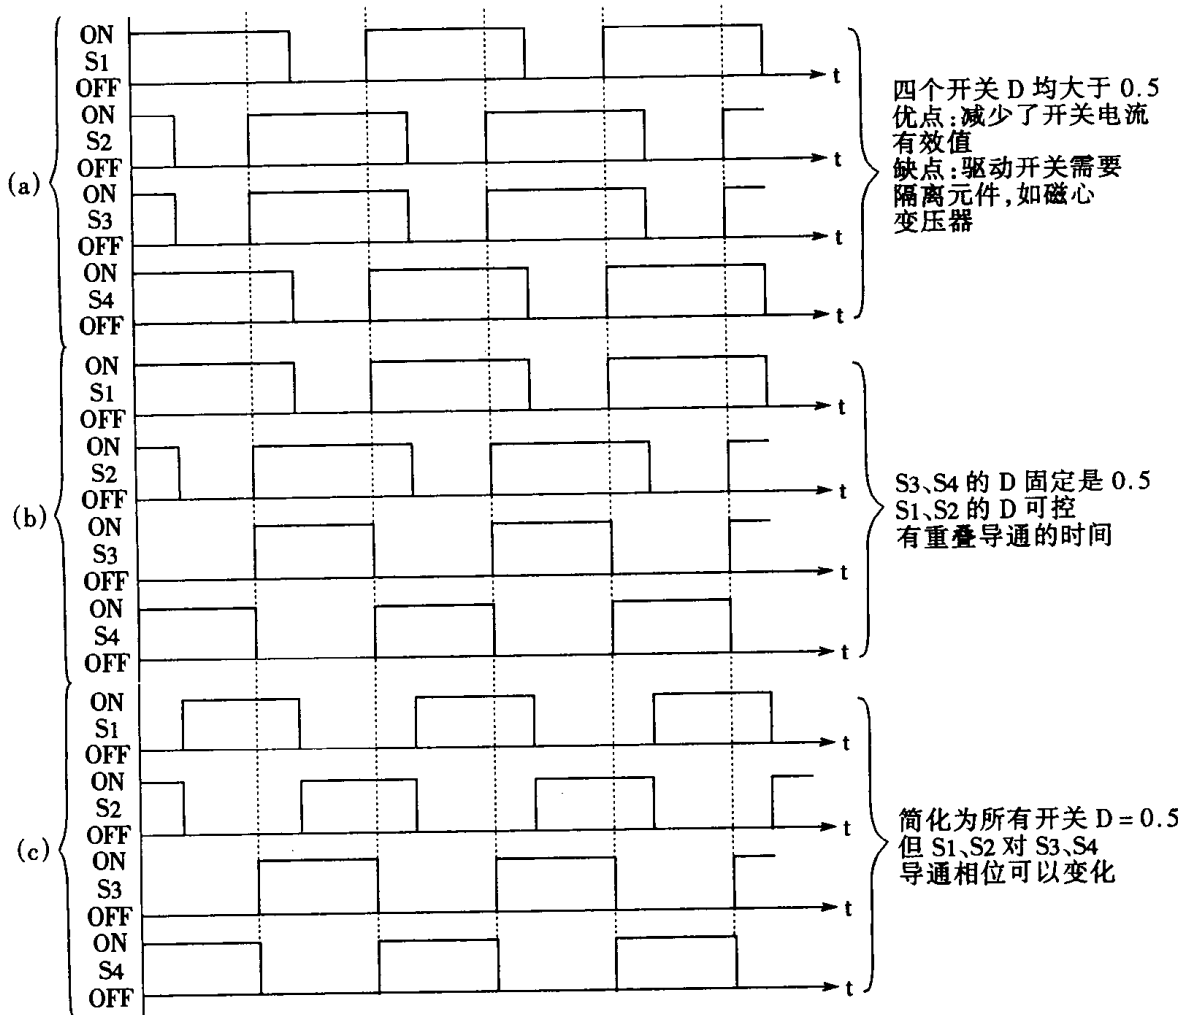 ON
S1
OFF
t
ON
S2
OFF
t
(a)
ON
S3
OFF
t
ON
S4
OFF
t
四个开关 D 均大于 0.5
优点:减少了开关电流
有效值
缺点:驱动开关需要
隔离元件,如磁心
变压器
ON
S1
OFF
t
ON
S2
OFF
t
(b)
ON
S3
OFF
t
ON
S4
OFF
t
S3、S4 的 D 固定是 0.5
S1、S2 的 D 可控
有重叠导通的时间
ON
S1
OFF
t
ON
S2
OFF
t
(c)
ON
S3
OFF
t
ON
S4
OFF
t
简化为所有开关 D = 0.5
但 S1、S2 对 S3、S4
导通相位可以变化